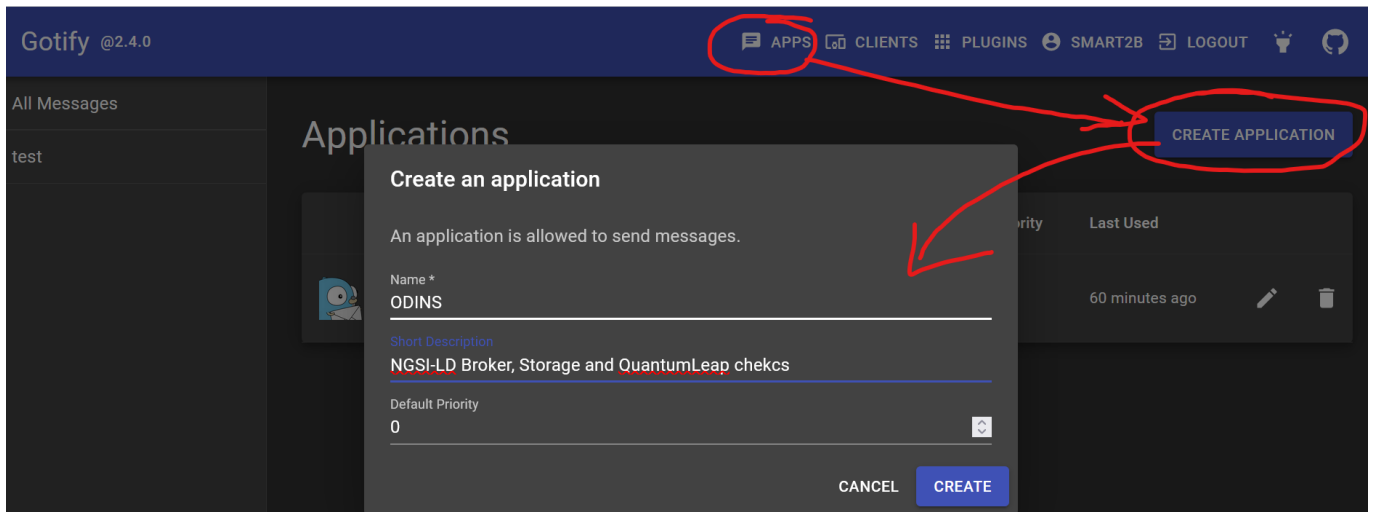 Gotify @2.4.0
APPS
CLIENTS
PLUGINS
SMART2B
LOGOUT
All Messages
test
Applications
CREATE APPLICATION
Create an application
An application is allowed to send messages.
Name *
ODINS
Short Description
NGSI-LD Broker, Storage and QuantumLeap chekcs
Default Priority
0
CANCEL
CREATE
ority
Last Used
60 minutes ago